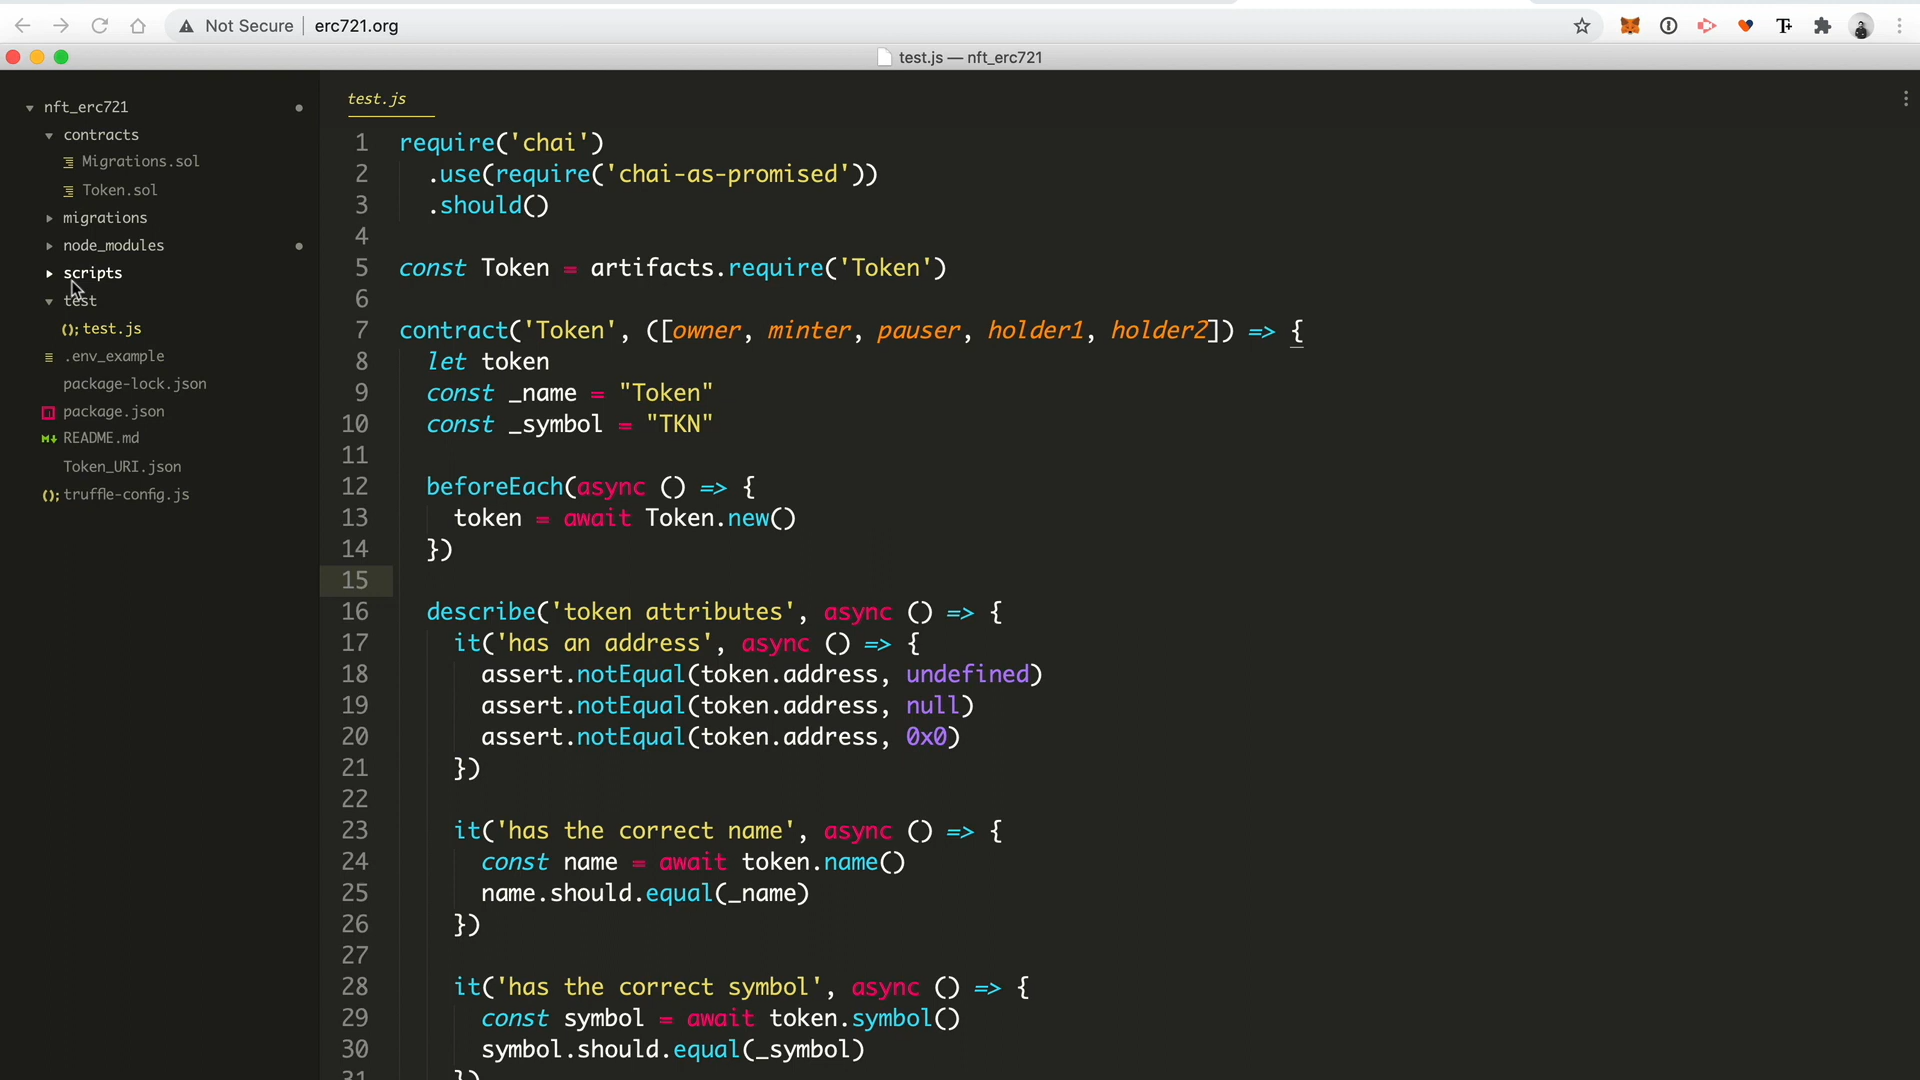 Not Secure erc721.org
test.js — nft_erc721
nft_erc721
contracts
Migrations.sol
Token.sol
migrations
node_modules
scripts
test
test.js
.env_example
package-lock.json
package.json
README.md
Token_URI.json
truffle-config.js
test.js
1 require('chai')
2 .use(require('chai-as-promised'))
3 .should()
4
5 const Token = artifacts.require('Token')
6
7 contract('Token', ([owner, minter, pauser, holder1, holder2]) => {
8 let token
9 const _name = "Token"
10 const _symbol = "TKN"
11
12 beforeEach(async () => {
13 token = await Token.new()
14 })
15
16 describe('token attributes', async () => {
17 it('has an address', async () => {
18 assert.notEqual(token.address, undefined)
19 assert.notEqual(token.address, null)
20 assert.notEqual(token.address, 0x0)
21 })
22
23 it('has the correct name', async () => {
24 const name = await token.name()
25 name.should.equal(_name)
26 })
27
28 it('has the correct symbol', async () => {
29 const symbol = await token.symbol()
30 symbol.should.equal(_symbol)
31 })